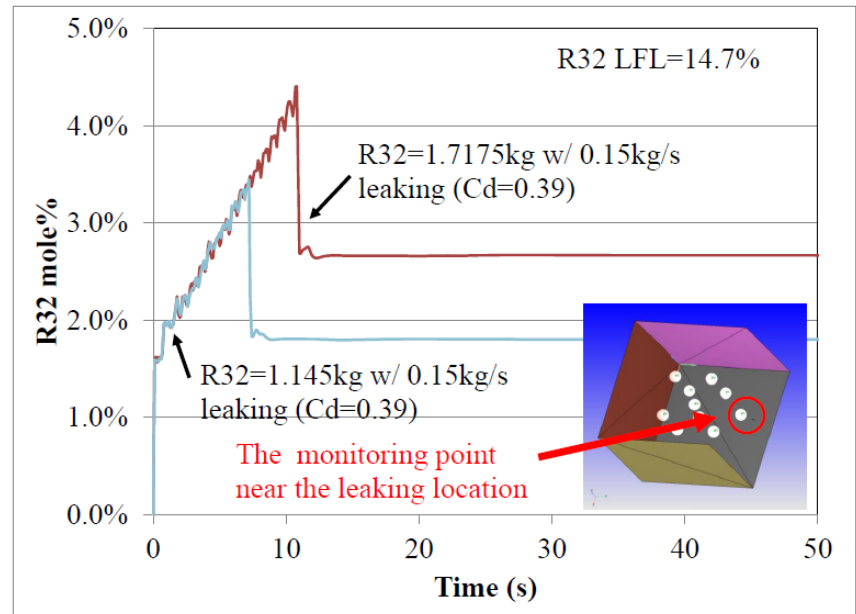 5.0%
R32 LFL=14.7%
4.0%
R32=1.7175kg w/ 0.15kg/s
leaking (Cd=0.39)
3.0%
R32 mole%
2.0%
R32=1.145kg w/ 0.15kg/s
leaking (Cd=0.39)
1.0%
The monitoring point
near the leaking location
0.0%
0 10 20 30 40 50
Time (s)